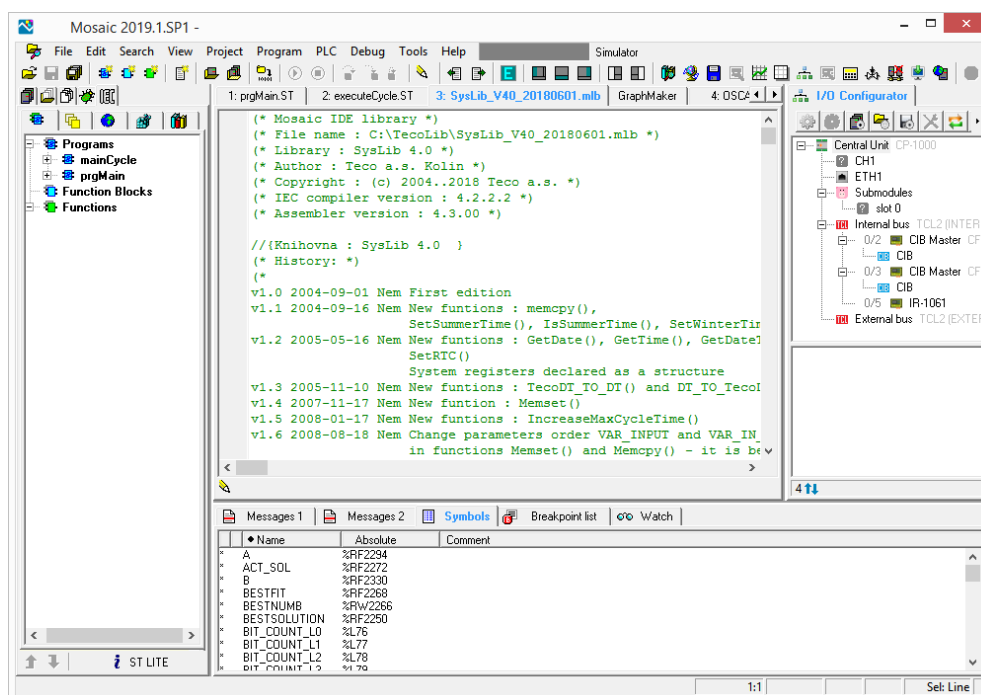 Mosaic 2019.1.SP1 -
File Edit Search View Project Program PLC Debug Tools Help Simulator
1: prgMain.ST 2: executeCycle.ST 3: SysLib_V40_20180601.mlb GraphMaker 4: OSCA
I/O Configurator
Programs
mainCycle
prgMain
Function Blocks
Functions
ST LITE
(* Mosaic IDE library *)
(* File name : C:\TecoLib\SysLib_V40_20180601.mlb *)
(* Library : SysLib 4.0 *)
(* Author : Teco a.s. Kolin *)
(* Copyright : (c) 2004..2018 Teco a.s. *)
(* IEC compiler version : 4.2.2.2 *)
(* Assembler version : 4.3.00 *)
//{Knihovna : SysLib 4.0 }
(* History: *)
(*
v1.0 2004-09-01 Nem First edition
v1.1 2004-09-16 Nem New funtions : memcpy(),
SetSummerTime(), IsSummerTime(), SetWinterTim
v1.2 2005-05-16 Nem New funtions : GetDate(), GetTime(), GetDateT
SetRTC()
System registers declared as a structure
v1.3 2005-11-10 Nem New funtions : TecoDT_TO_DT() and DT_TO_TecoD
v1.4 2007-11-17 Nem New funtion : Memset()
v1.5 2008-01-17 Nem New funtions : IncreaseMaxCycleTime()
v1.6 2008-08-18 Nem Change parameters order VAR_INPUT and VAR_IN_
in functions Memset() and Memcpy() - it is be
Central Unit CP-1000
CH1
ETH1
Submodules
slot 0
Internal bus TCL2 (INTER
0/2 CIB Master CF
CIB
0/3 CIB Master CF
CIB
0/5 IR-1061
External bus TCL2 (EXTER
4
Messages 1 Messages 2 Symbols Breakpoint list Watch
Name Absolute Comment
A %RF2294
ACT_SOL %RF2272
B %RF2330
BESTFIT %RF2268
BESTNUMB %RW2266
BESTSOLUTION %RF2250
BIT_COUNT_L0 %L76
BIT_COUNT_L1 %L77
BIT_COUNT_L2 %L78
BIT_COUNT_L3 %L79
1:1 Sel: Line